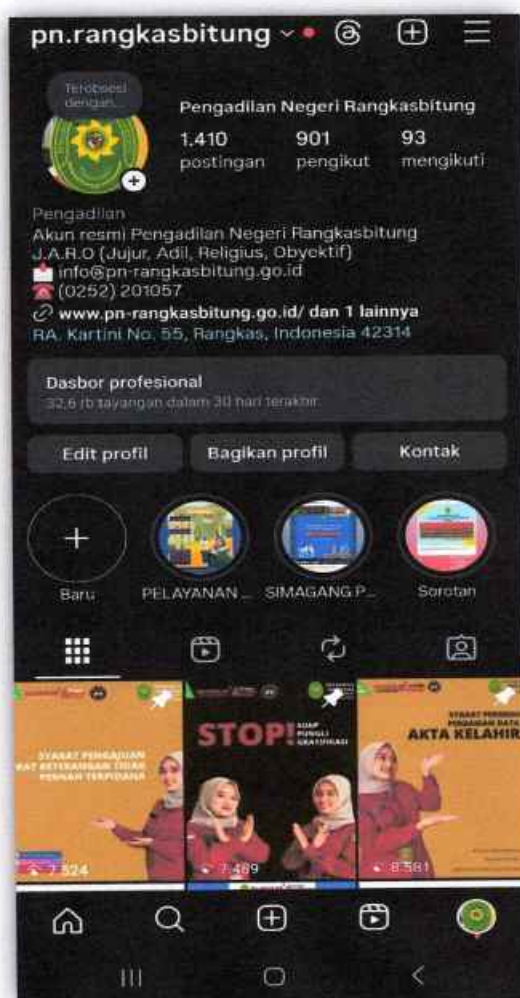 pn.rangkasbitung
Terobsesi
dengan...
Pengadilan Negeri Rangkasbitung
1.410 901 93
postingan pengikut mengikuti
Pengadilan
Akun resmi Pengadilan Negeri Rangkasbitung
J.A.R.O (Jujur, Adil, Religius, Obyektif)
info@pn-rangkasbitung.go.id
(0252) 201057
www.pn-rangkasbitung.go.id/ dan 1 lainnya
RA. Kartini No. 55, Rangkas, Indonesia 42314
Dasbor profesional
32,6 rb tayangan dalam 30 hari terakhir.
Edit profil Bagikan profil Kontak
Baru PELAYANAN ... SIMAGANG P... Sorotan
SYARAT PENGAJUAN
RAT KETERANGAN TIDAK
PERNAH TERPIDANA
7.524
STOP! SUAP
PUNGLI
GRATIFIKASI
7.489
AKTA KELAHIR
8.581